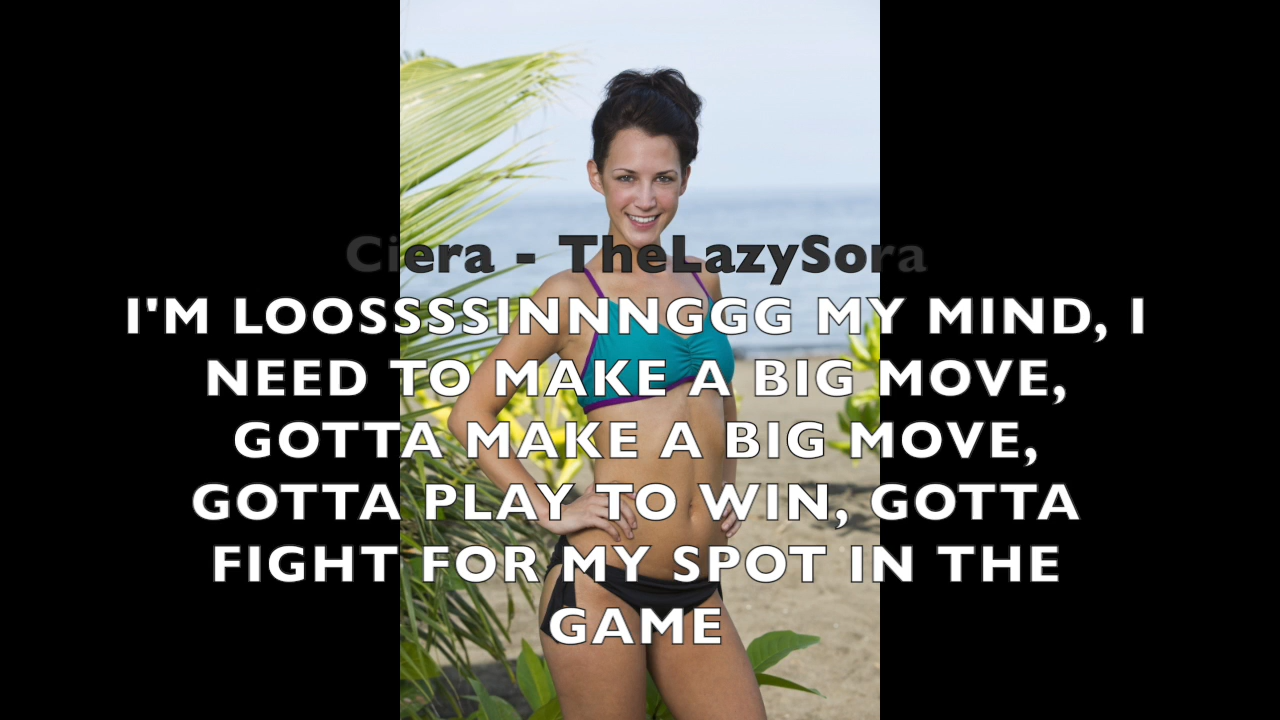 Ciera - TheLazySora
I'M LOOSSSSINNNGGG MY MIND, I
NEED TO MAKE A BIG MOVE,
GOTTA MAKE A BIG MOVE,
GOTTA PLAY TO WIN, GOTTA
FIGHT FOR MY SPOT IN THE
GAME